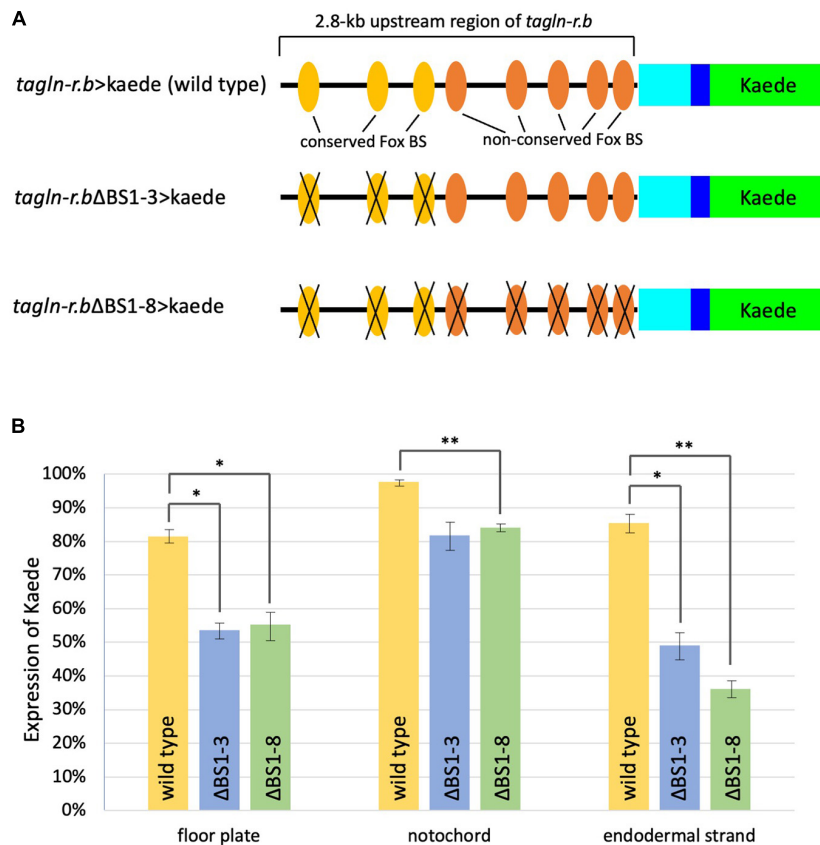 A
2.8-kb upstream region of tagln-r.b
tagln-r.b>kaede (wild type)
Kaede
conserved Fox BS
non-conserved Fox BS
tagln-r.bΔBS1-3>kaede
Kaede
tagln-r.bΔBS1-8>kaede
Kaede
B
Expression of Kaede
100%
90%
80%
70%
60%
50%
40%
30%
20%
10%
0%
*
*
**
**
*
wild type
ΔBS1-3
ΔBS1-8
wild type
ΔBS1-3
ΔBS1-8
wild type
ΔBS1-3
ΔBS1-8
floor plate
notochord
endodermal strand